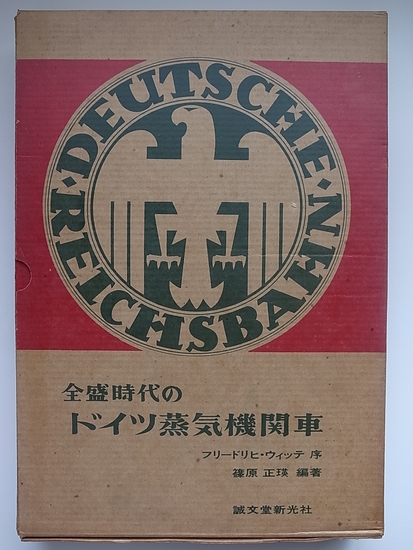 DEUTSCHE
REICHSBAHN
全盛時代の
ドイツ蒸気機関車
フリードリヒ・ウィッテ 序
篠原 正瑛 編著
誠文堂新光社